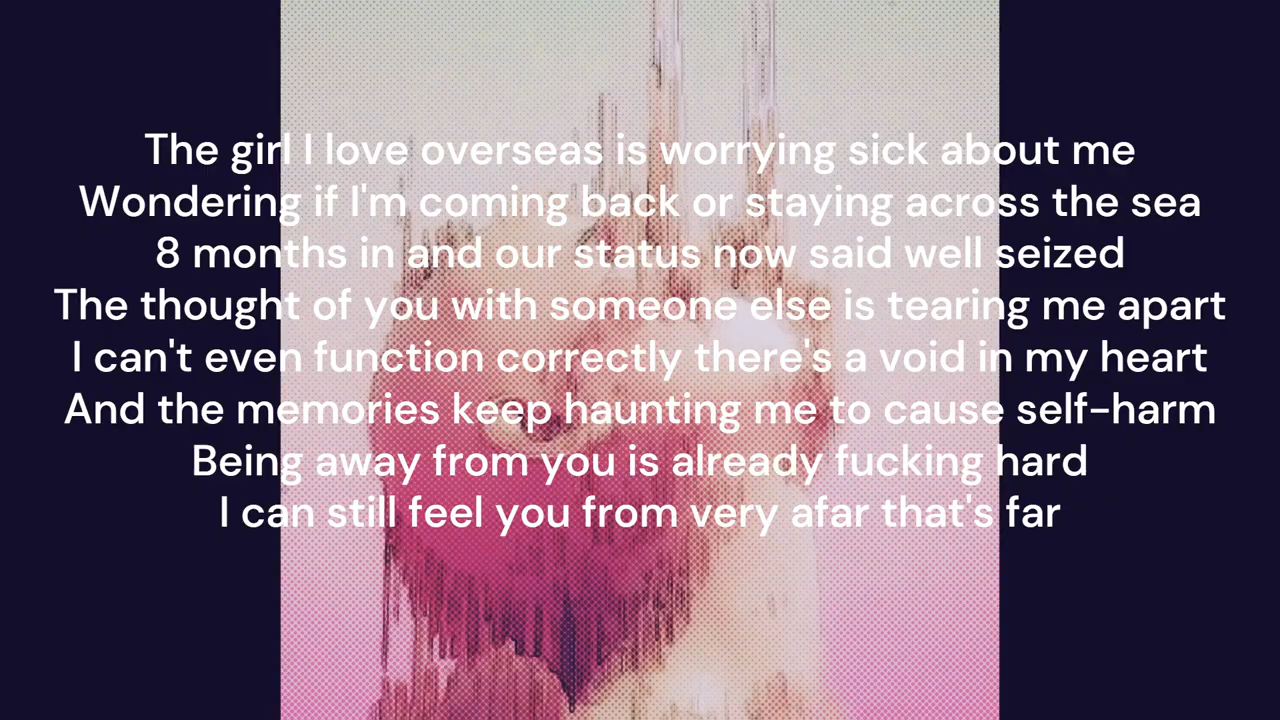 The girl I love overseas is worrying sick about me
Wondering if I'm coming back or staying across the sea
8 months in and our status now said well seized
The thought of you with someone else is tearing me apart
I can't even function correctly there's a void in my heart
And the memories keep haunting me to cause self-harm
Being away from you is already fucking hard
I can still feel you from very afar that's far